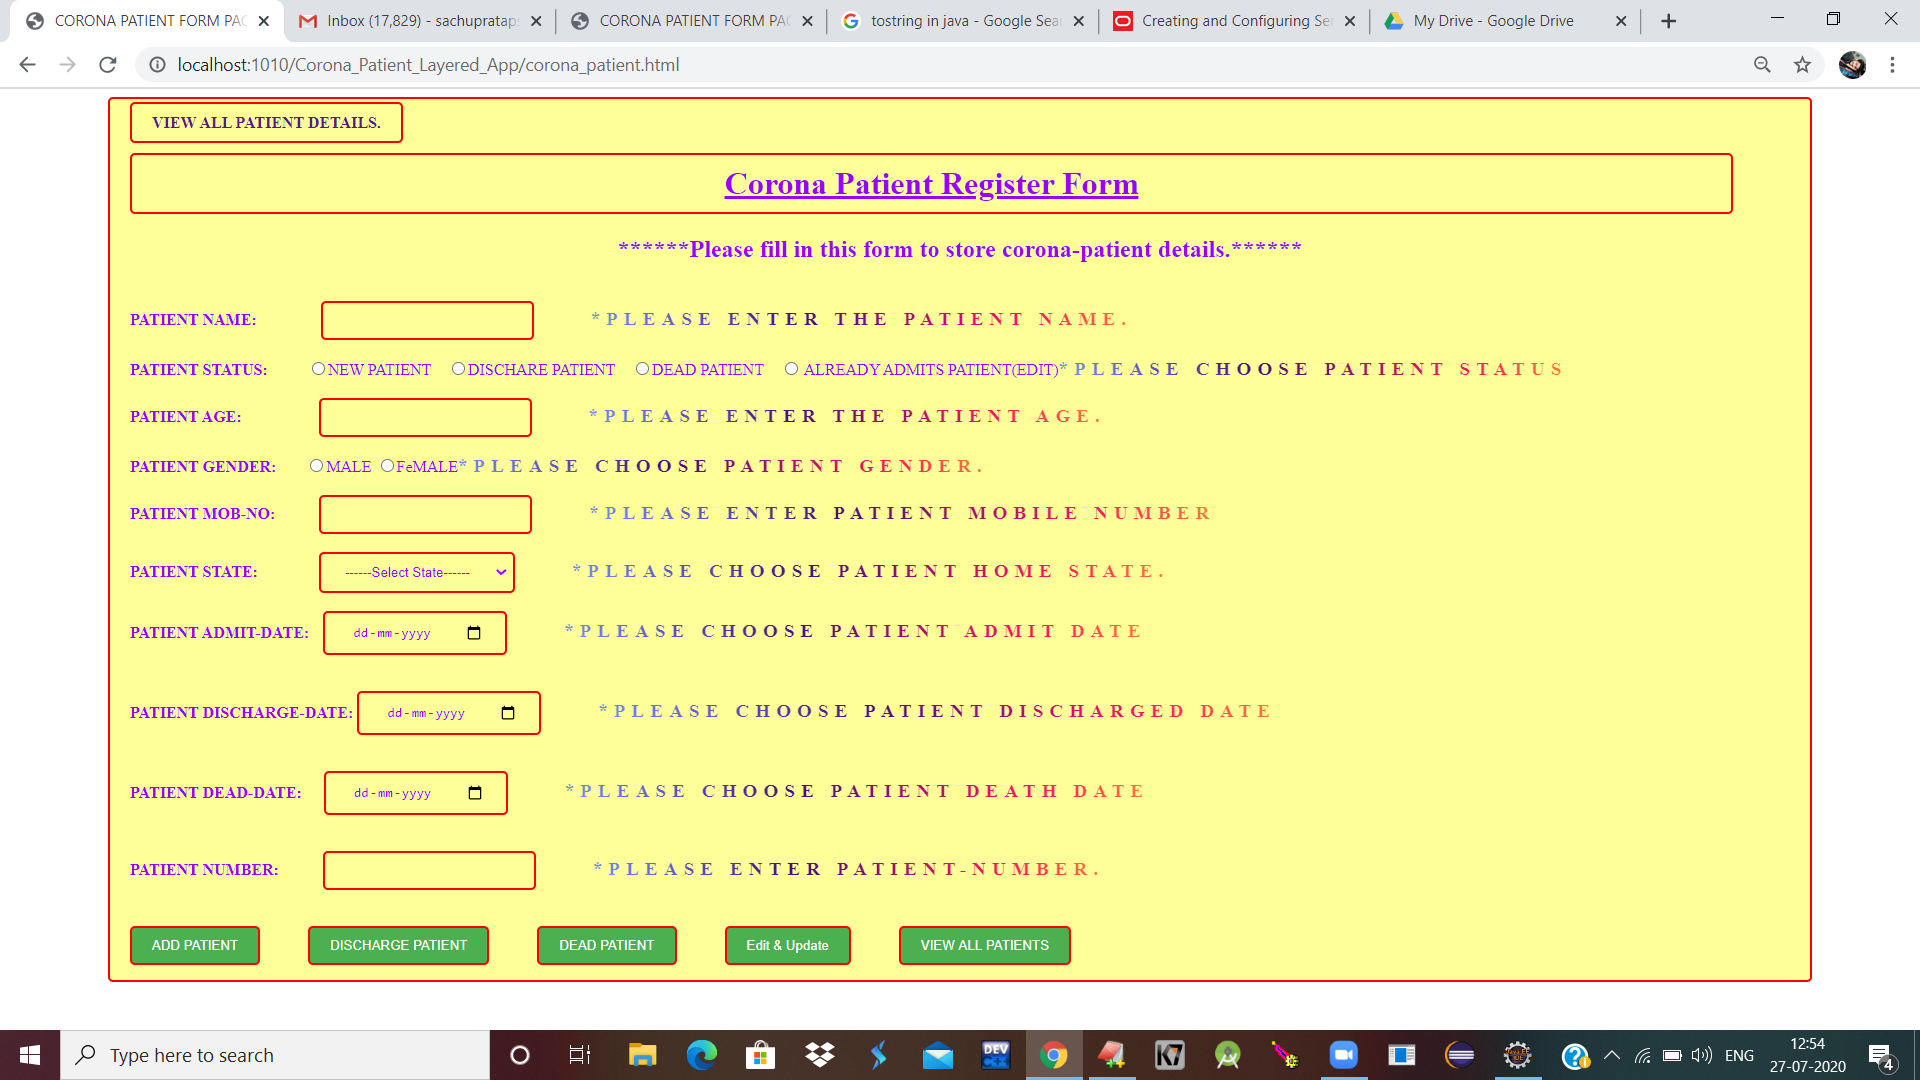 CORONA PATIENT FORM PAG
Inbox (17,829) - sachupratap
CORONA PATIENT FORM PAG
tostring in java - Google Sear
Creating and Configuring Ser
My Drive - Google Drive
localhost:1010/Corona_Patient_Layered_App/corona_patient.html
VIEW ALL PATIENT DETAILS.
Corona Patient Register Form
******Please fill in this form to store corona-patient details.******
PATIENT NAME: *PLEASE ENTER THE PATIENT NAME.
PATIENT STATUS: NEW PATIENT DISCHARE PATIENT DEAD PATIENT ALREADY ADMITS PATIENT(EDIT)*PLEASE CHOOSE PATIENT STATUS
PATIENT AGE: *PLEASE ENTER THE PATIENT AGE.
PATIENT GENDER: MALE FeMALE*PLEASE CHOOSE PATIENT GENDER.
PATIENT MOB-NO: *PLEASE ENTER PATIENT MOBILE NUMBER
PATIENT STATE: ------Select State------ *PLEASE CHOOSE PATIENT HOME STATE.
PATIENT ADMIT-DATE: dd-mm-yyyy *PLEASE CHOOSE PATIENT ADMIT DATE
PATIENT DISCHARGE-DATE: dd-mm-yyyy *PLEASE CHOOSE PATIENT DISCHARGED DATE
PATIENT DEAD-DATE: dd-mm-yyyy *PLEASE CHOOSE PATIENT DEATH DATE
PATIENT NUMBER: *PLEASE ENTER PATIENT-NUMBER.
ADD PATIENT DISCHARGE PATIENT DEAD PATIENT Edit & Update VIEW ALL PATIENTS
Type here to search
DEV C++
ENG
12:54
27-07-2020
4